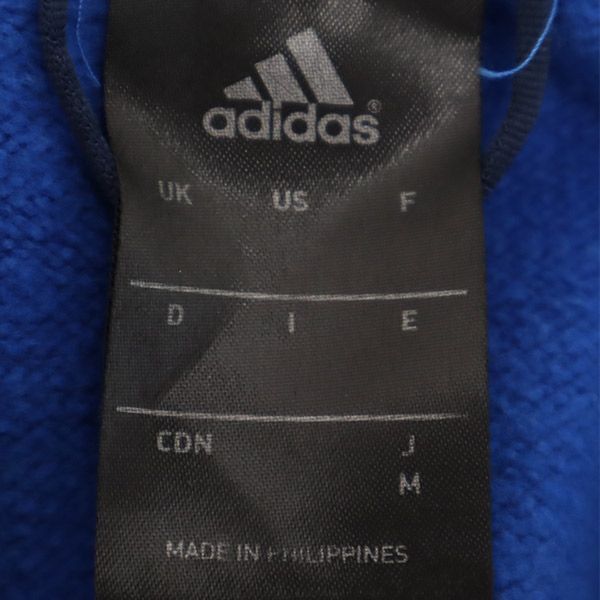 adidas®
UK US F
D I E
CDN J
M
MADE IN PHILIPPINES